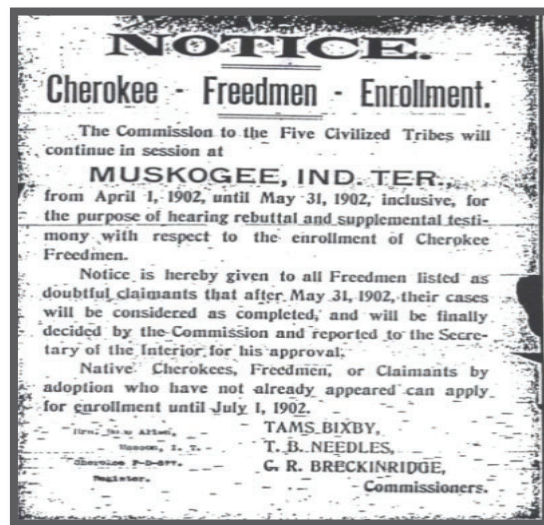 NOTICE.
Cherokee - Freedmen - Enrollment.
The Commission to the Five Civilized Tribes will
continue in session at
MUSKOGEE, IND. TER.,
from April 1, 1902, until May 31, 1902, inclusive, for
the purpose of hearing rebuttal and supplemental testi-
mony with respect to the enrollment of Cherokee
Freedmen.
Notice is hereby given to all Freedmen listed as
doubtful claimants that after May 31, 1902, their cases
will be considered as completed, and will be finally
decided by the Commission and reported to the Secre-
tary of the Interior for his approval.
Native Cherokees, Freedmen, or Claimants by
adoption who have not already appeared can apply
for enrollment until July 1, 1902.
TAMS BIXBY,
T. B. NEEDLES,
C. R. BRECKINRIDGE,
Commissioners.
Cherokee
Register.